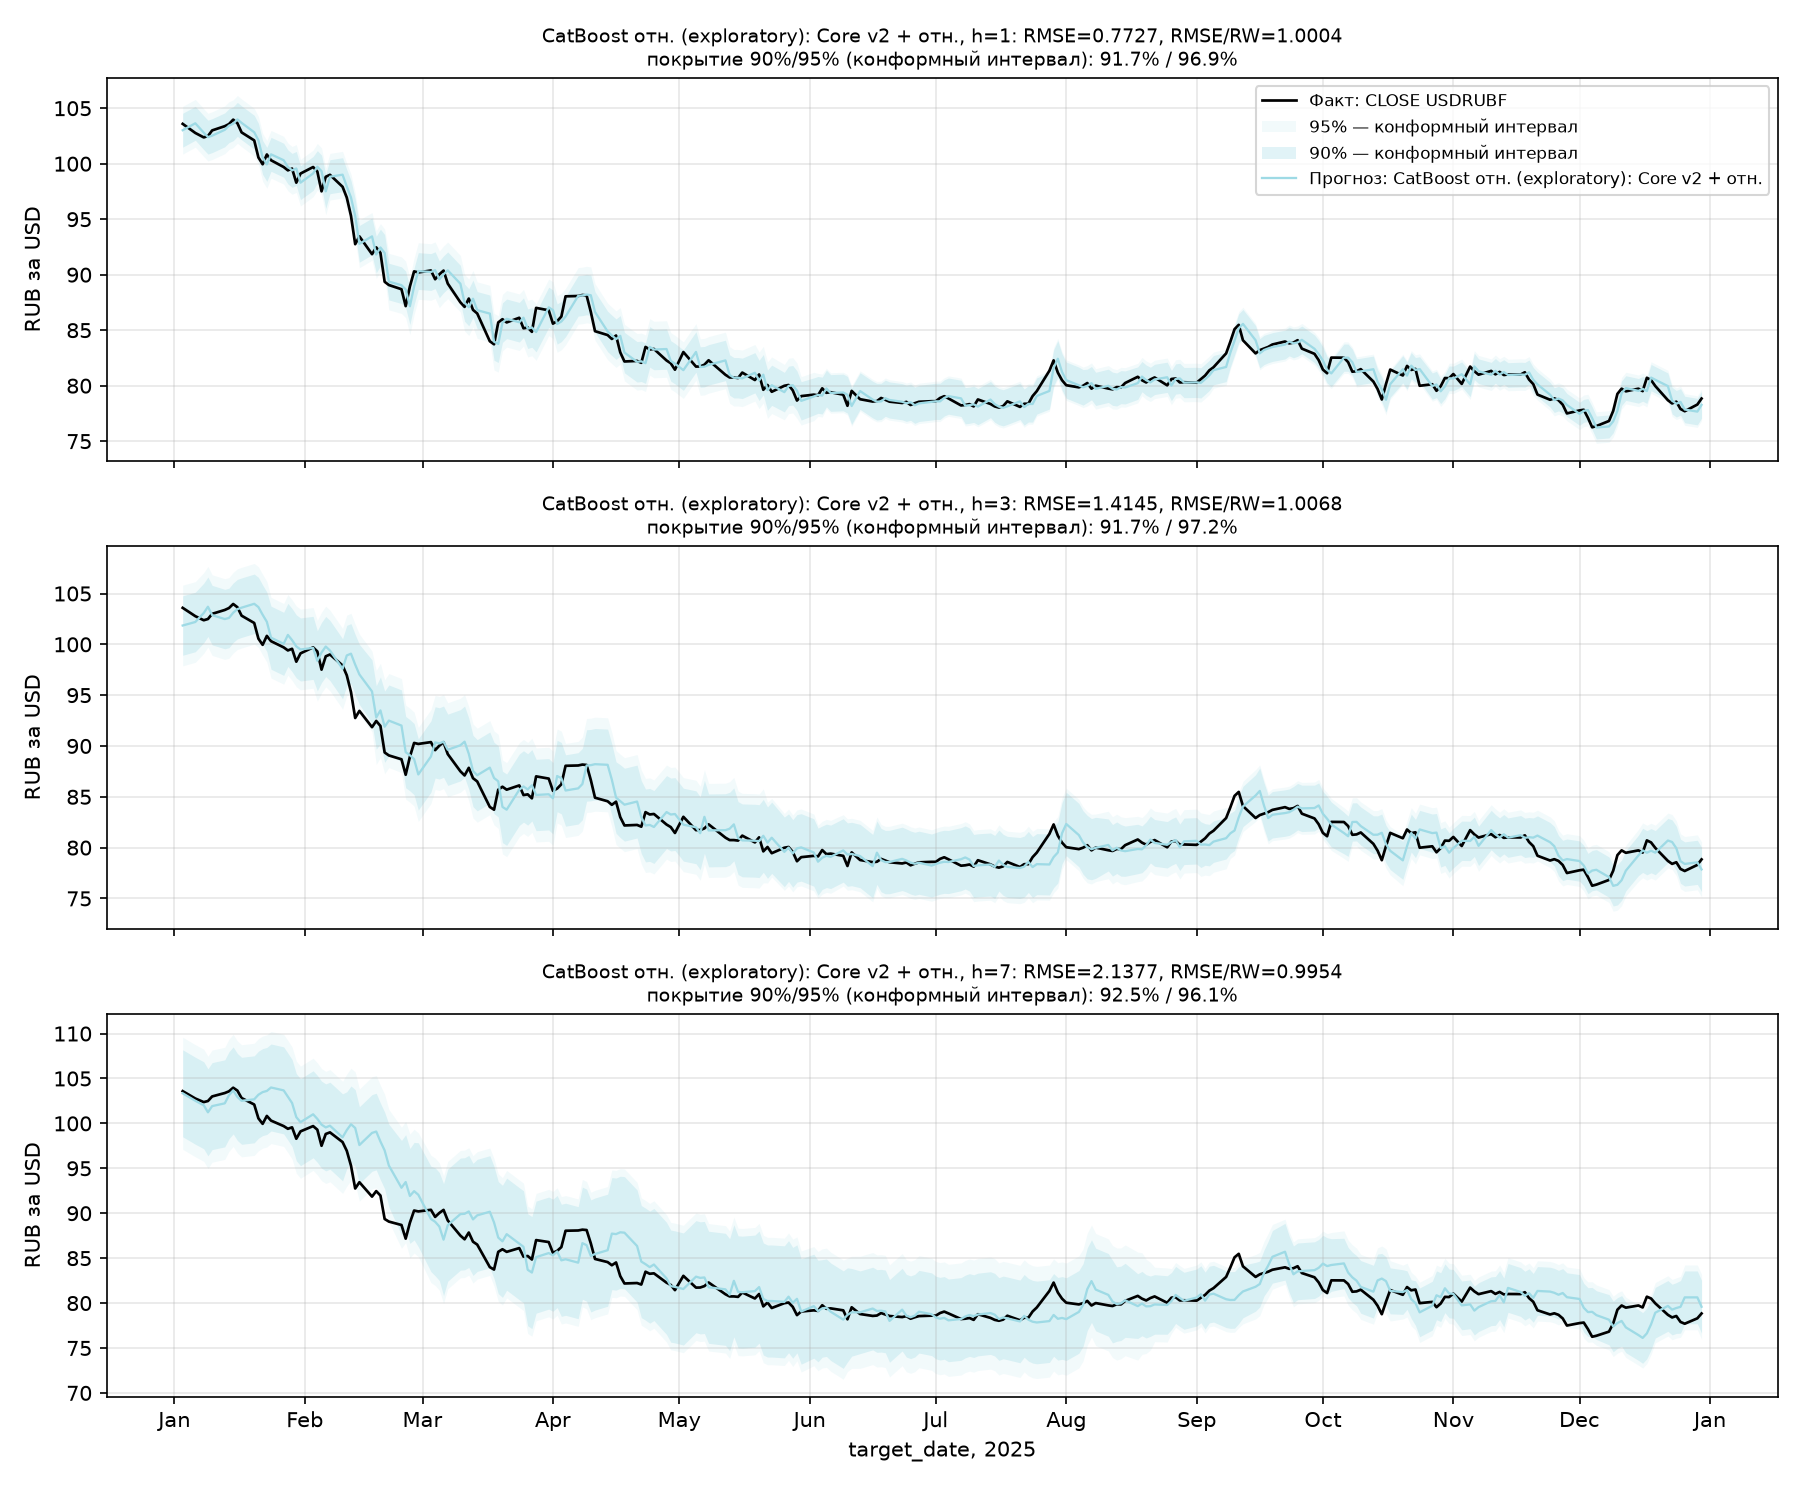 CatBoost отн. (exploratory): Core v2 + отн., h=1: RMSE=0.7727, RMSE/RW=1.0004
покрытие 90%/95% (конформный интервал): 91.7% / 96.9%
105
100
95
90
85
80
75
RUB за USD
Факт: CLOSE USDRUBF
95% — конформный интервал
90% — конформный интервал
Прогноз: CatBoost отн. (exploratory): Core v2 + отн.
CatBoost отн. (exploratory): Core v2 + отн., h=3: RMSE=1.4145, RMSE/RW=1.0068
покрытие 90%/95% (конформный интервал): 91.7% / 97.2%
105
100
95
90
85
80
75
RUB за USD
CatBoost отн. (exploratory): Core v2 + отн., h=7: RMSE=2.1377, RMSE/RW=0.9954
покрытие 90%/95% (конформный интервал): 92.5% / 96.1%
110
105
100
95
90
85
80
75
70
RUB за USD
Jan Feb Mar Apr May Jun Jul Aug Sep Oct Nov Dec Jan
target_date, 2025